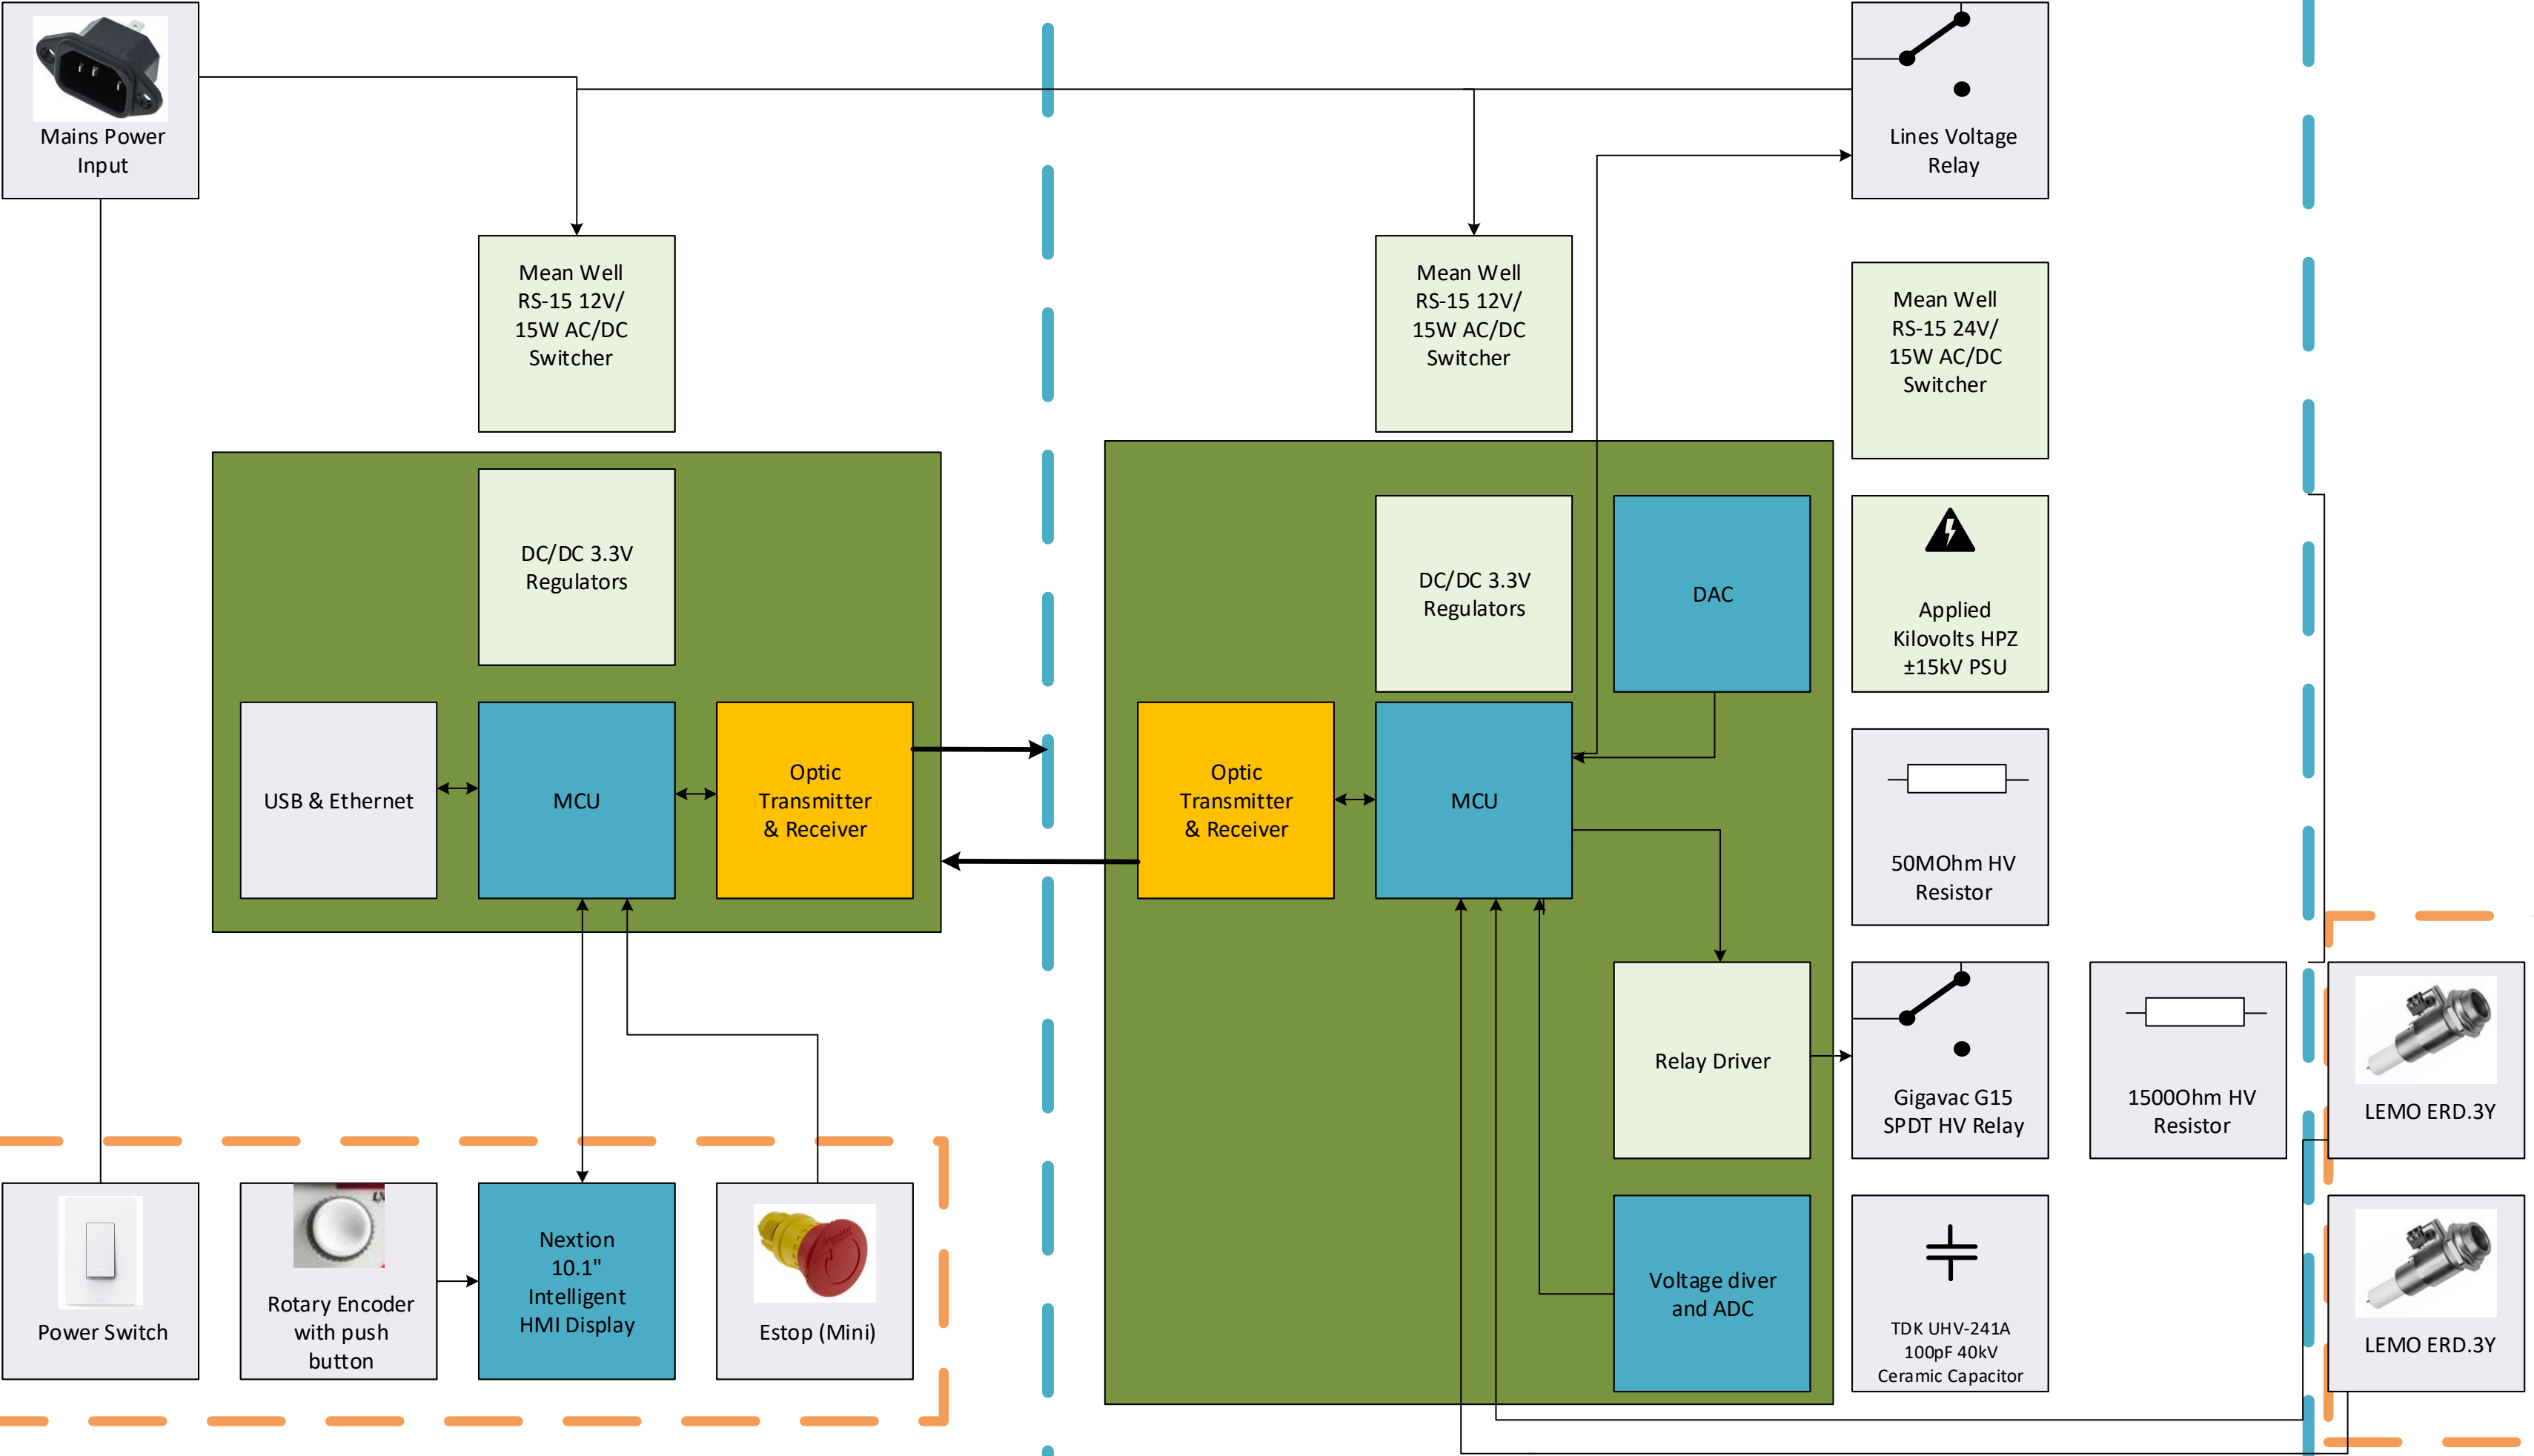 Mains Power
Input
Lines Voltage
Relay
Mean Well
RS-15 12V/
15W AC/DC
Switcher
Mean Well
RS-15 12V/
15W AC/DC
Switcher
Mean Well
RS-15 24V/
15W AC/DC
Switcher
DC/DC 3.3V
Regulators
DC/DC 3.3V
Regulators
DAC
Applied
Kilovolts HPZ
±15kV PSU
USB & Ethernet
MCU
Optic
Transmitter
& Receiver
Optic
Transmitter
& Receiver
MCU
50MOhm HV
Resistor
Relay Driver
Gigavac G15
SPDT HV Relay
1500Ohm HV
Resistor
LEMO ERD.3Y
Power Switch
Rotary Encoder
with push
button
Nextion
10.1"
Intelligent
HMI Display
Estop (Mini)
Voltage diver
and ADC
TDK UHV-241A
100pF 40kV
Ceramic Capacitor
LEMO ERD.3Y